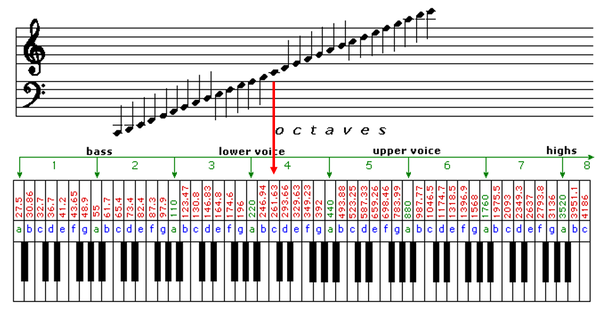 octaves
bass lower voice upper voice highs
1 2 3 4 5 6 7 8
27.5 30.86 32.7 36.7 41.2 43.65 48.9 55 61.7 65.4 73.4 82.4 87.3 97.9 110 123.47 130.8 146.83 164.8 174.6 196 220 246.94 261.63 293.66 329.63 349.23 392 440 493.88 523.25 587.33 659.26 698.46 783.99 880 987.77 1046.5 1174.7 1318.5 1396.9 1568 1760 1975.5 2093 2349.3 2637 2793.8 3136 3520 3951.1 4186
a b c d e f g a b c d e f g a b c d e f g a b c d e f g a b c d e f g a b c d e f g a b c d e f g a b c